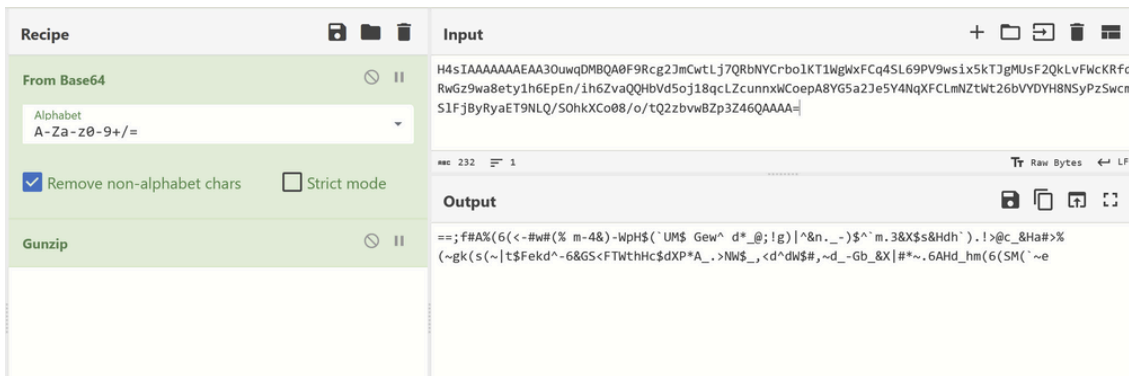 Recipe
From Base64
Alphabet
A-Za-z0-9+/=
Remove non-alphabet chars
Strict mode
Gunzip
Input
H4sIAAAAAAAEAA3OuwqDMBQA0F9Rcg2JmCwtLj7QRbNYCrbolKT1WgWxFCq4SL69PV9wsix5kTJgMUsF2QkLvFWcKRfc
RwGz9wa8ety1h6EpEn/ih6ZvaQQHbVd5oj18qcLZcunnxWCoepA8YG5a2Je5Y4NqXFCLmNZtWt26bVYDYH8NSyPzSwcm
SlFjByRyaET9NLQ/SOhkXCo08/o/tQ2zbvwBZp3Z46QAAAA=
ABC 232 1
Raw Bytes
LF
Output
==;f#A%(6(<-#w#(% m-4&)-WpH$(`UM$ Gew^ d*_@;!g)|^&n._-)$^`m.3&X$s&Hdh`).!>@c_&Ha#>%
(~gk(s(~|t$Fekd^-6&GS<FTWthHc$dXP*A_.>NW$_,<d^dW$#,~d_-Gb_&X|#*~.6AHd_hm(6(SM(`~e